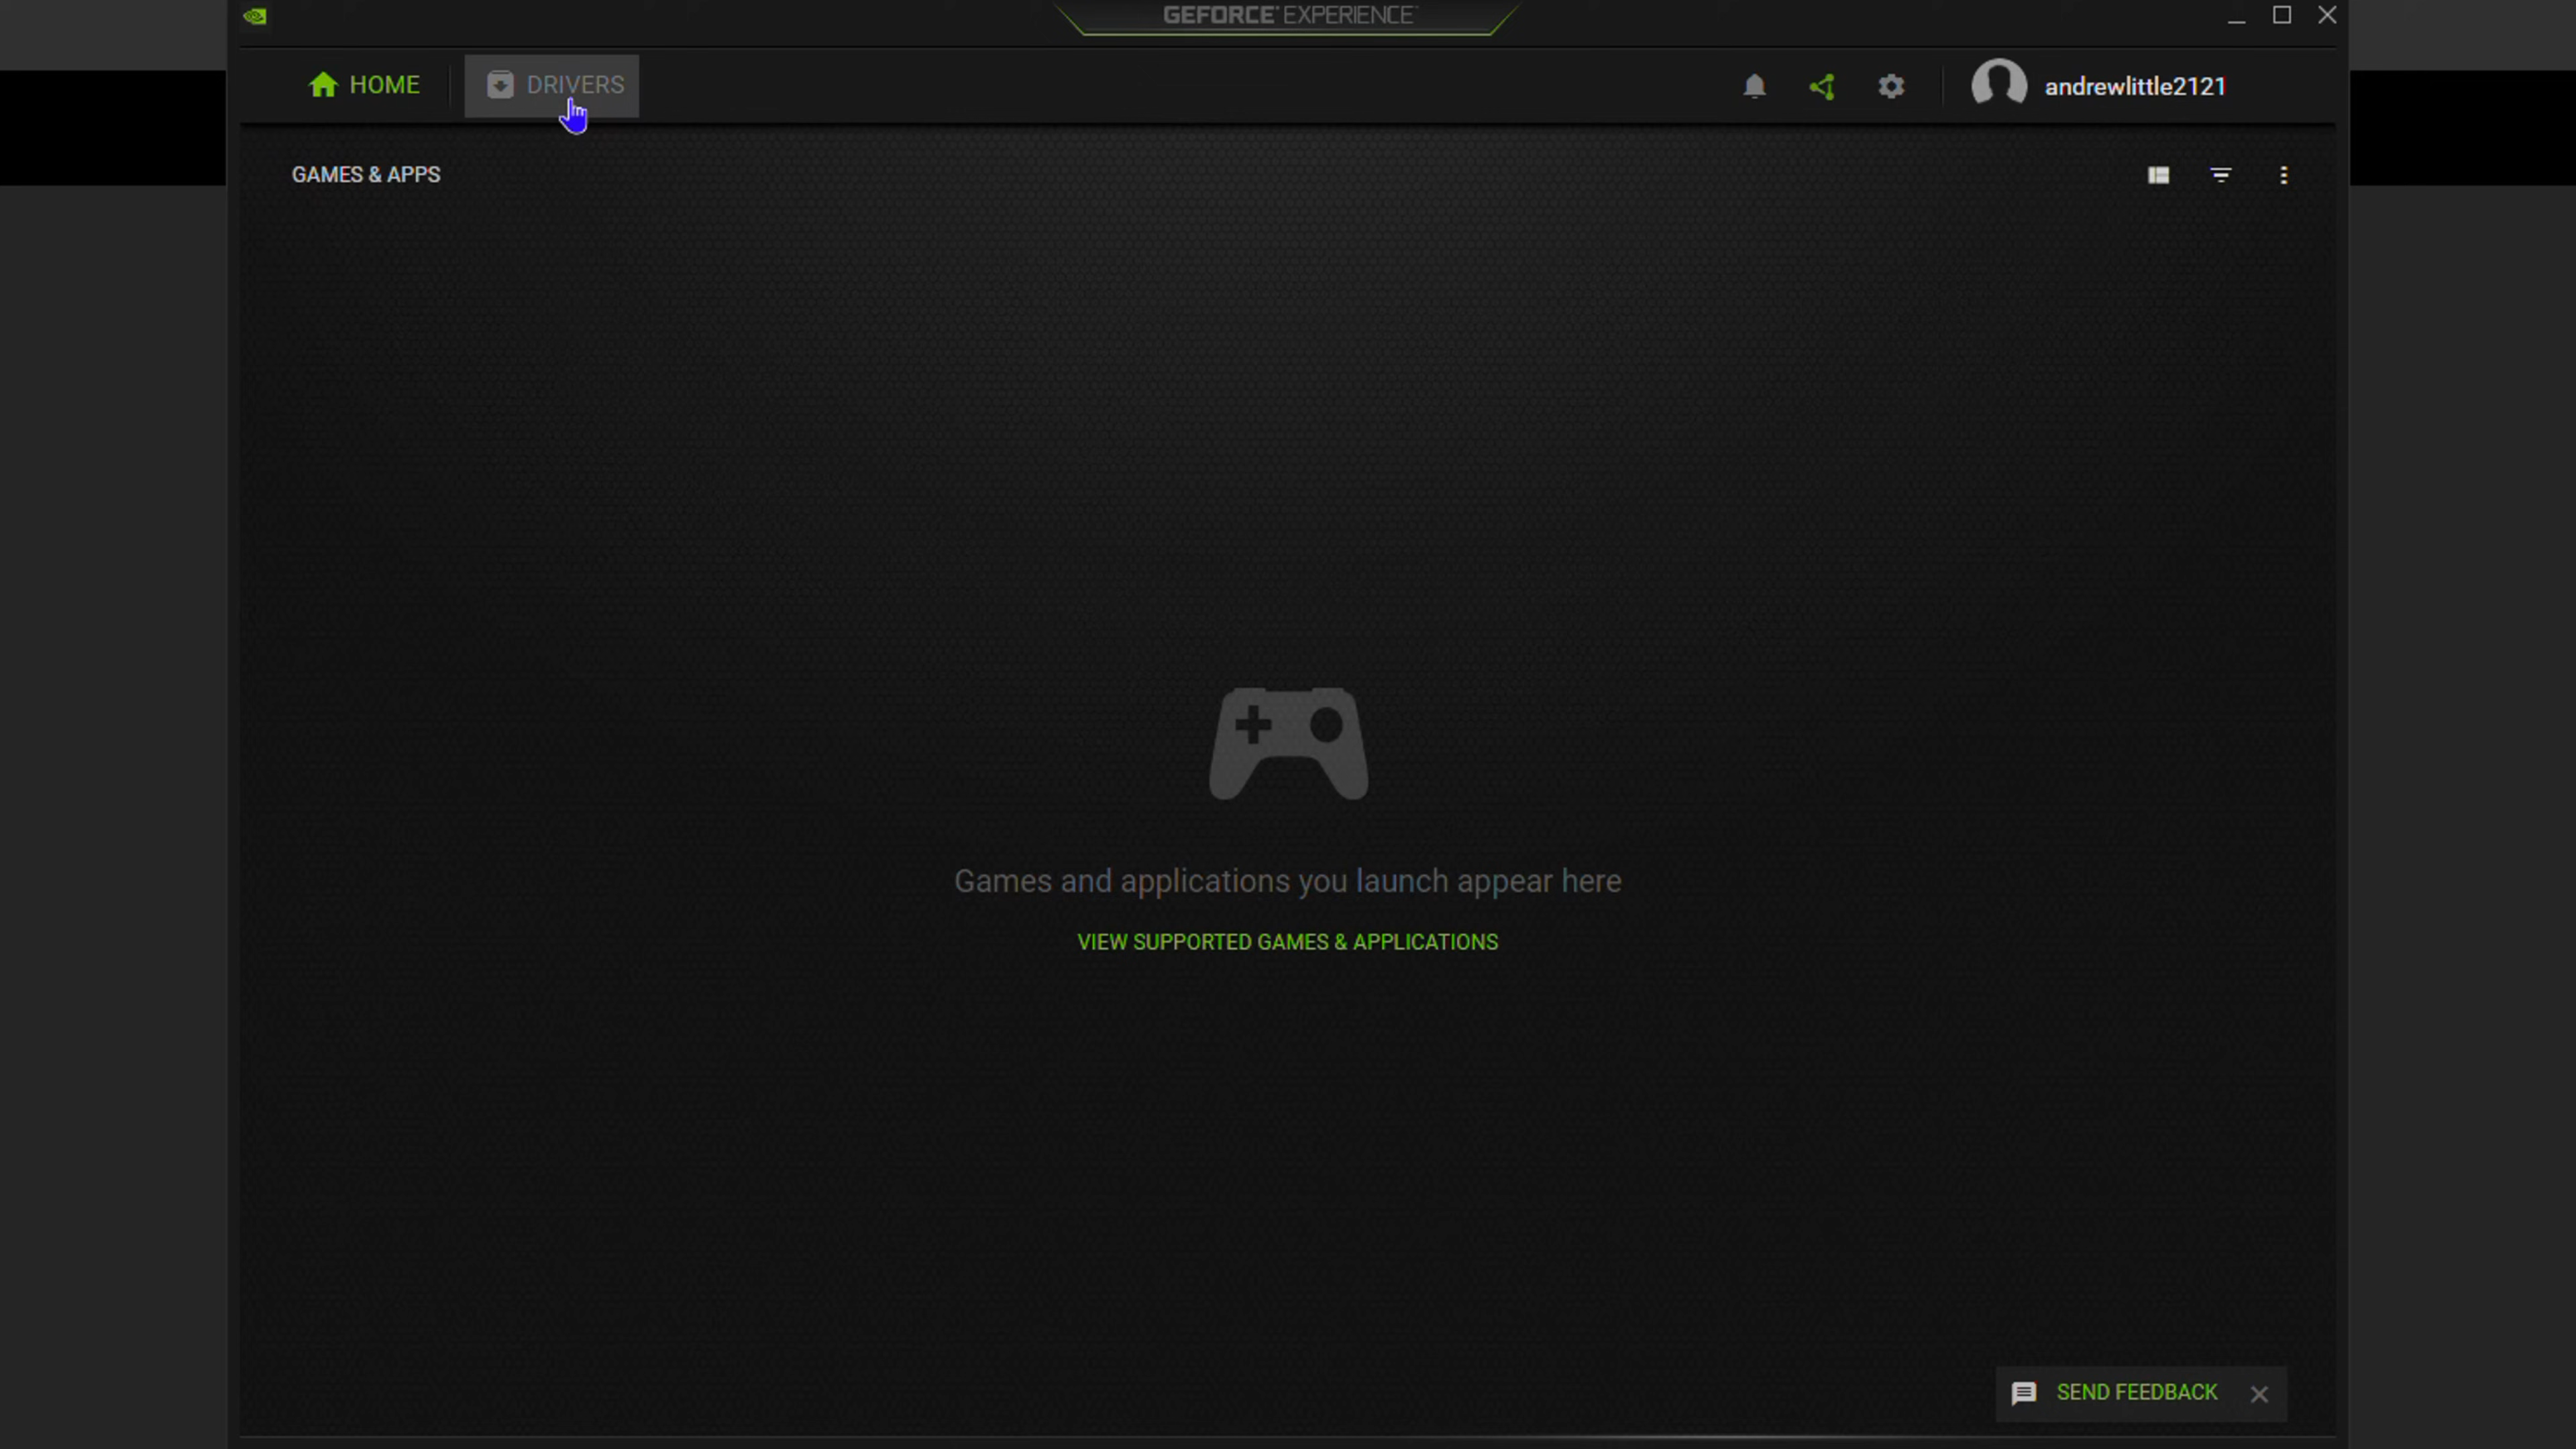 GEFORCE® EXPERIENCE™
HOME
DRIVERS
andrewlittle2121
GAMES & APPS
Games and applications you launch appear here
VIEW SUPPORTED GAMES & APPLICATIONS
SEND FEEDBACK